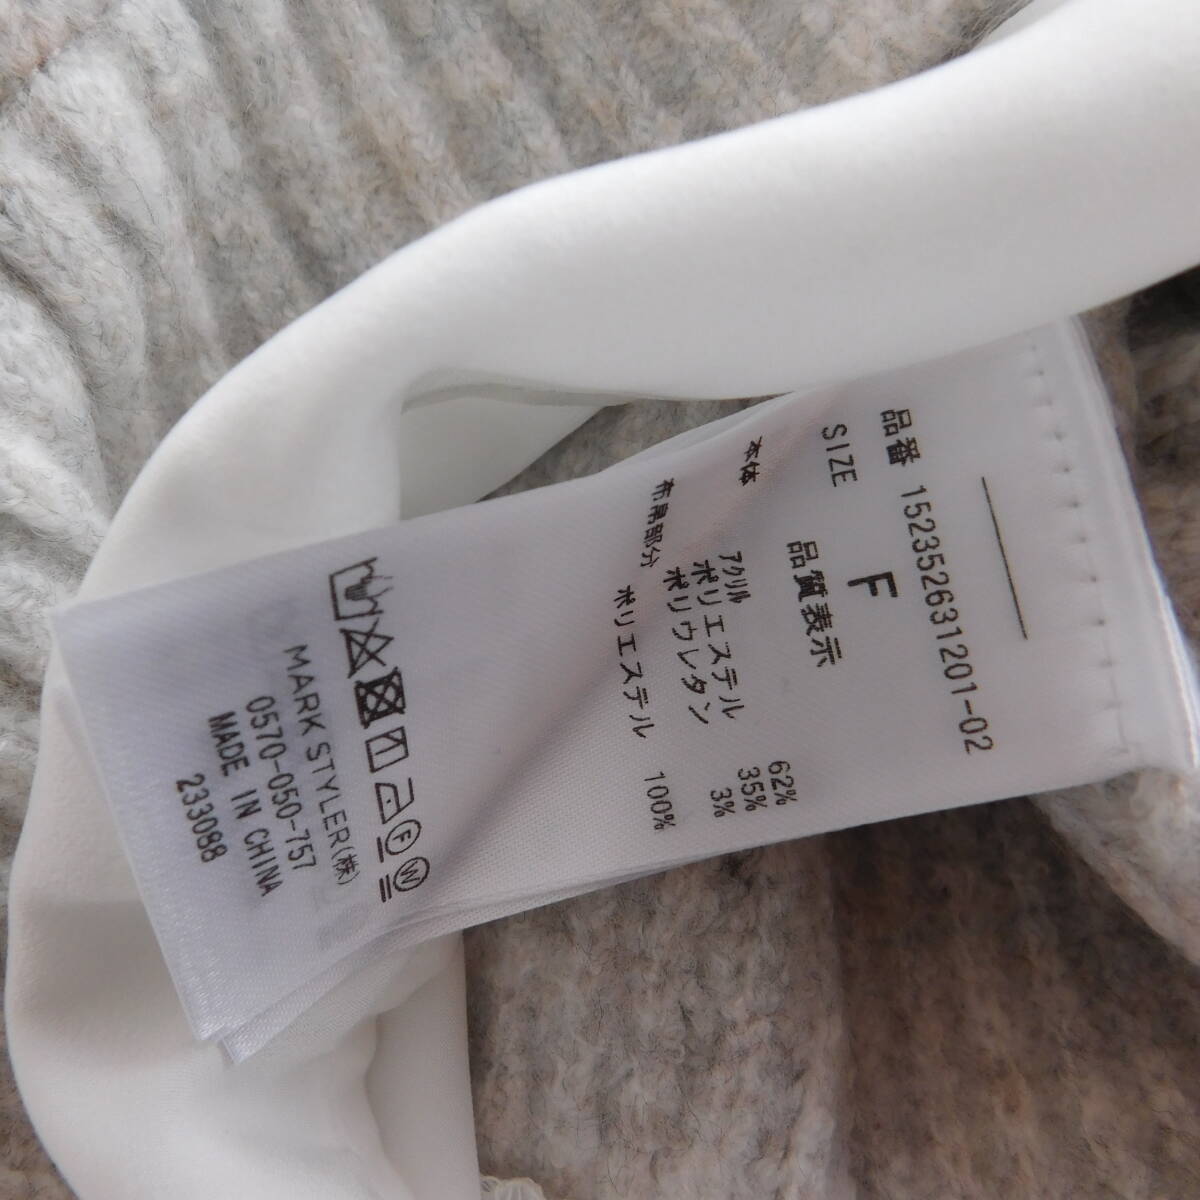 品番 152352631201-02
SIZE F
品質表示
本体 アクリル 62%
ポリエステル 35%
ポリウレタン 3%
布帛部分 ポリエステル 100%
F W
MARK STYLER(株)
0570-050-757
MADE IN CHINA
233088